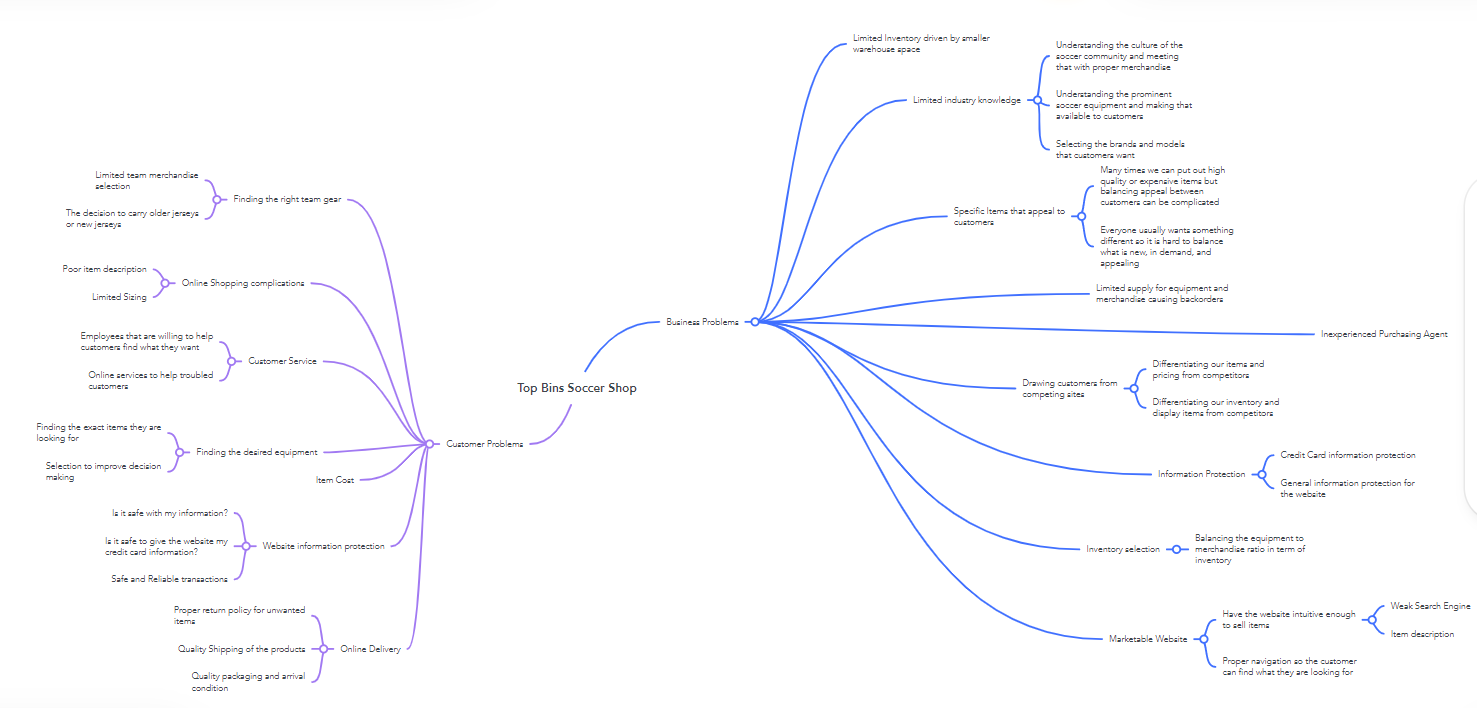 Top Bins Soccer Shop
Business Problems
Limited Inventory driven by smaller
warehouse space
Limited industry knowledge
Understanding the culture of the
soccer community and meeting
that with proper merchandise
Understanding the prominent
soccer equipment and making that
available to customers
Selecting the brands and models
that customers want
Specific Items that appeal to
customers
Many times we can put out high
quality or expensive items but
balancing appeal between
customers can be complicated
Everyone usually wants something
different so it is hard to balance
what is new, in demand, and
appealing
Limited supply for equipment and
merchandise causing backorders
Inexperienced Purchasing Agent
Drawing customers from
competing sites
Differentiating our items and
pricing from competitors
Differentiating our inventory and
display items from competitors
Information Protection
Credit Card information protection
General information protection for
the website
Inventory selection
Balancing the equipment to
merchandise ratio in term of
inventory
Marketable Website
Have the website intuitive enough
to sell items
Weak Search Engine
Item description
Proper navigation so the customer
can find what they are looking for
Customer Problems
Finding the right team gear
Limited team merchandise
selection
The decision to carry older jerseys
or new jerseys
Online Shopping complications
Poor item description
Limited Sizing
Customer Service
Employees that are willing to help
customers find what they want
Online services to help troubled
customers
Finding the desired equipment
Finding the exact items they are
looking for
Selection to improve decision
making
Item Cost
Website information protection
Is it safe with my information?
Is it safe to give the website my
credit card information?
Safe and Reliable transactions
Online Delivery
Proper return policy for unwanted
items
Quality Shipping of the products
Quality packaging and arrival
condition